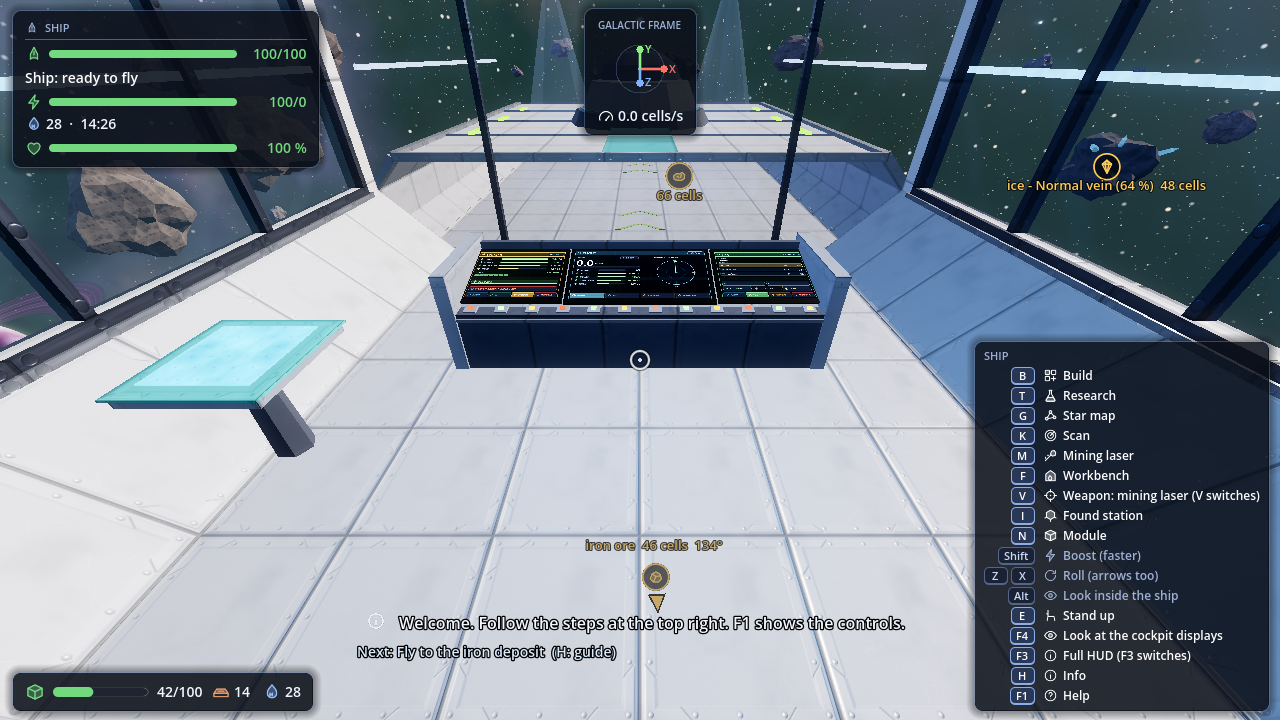 SHIP
100/100
Ship: ready to fly
100/0
28 · 14:26
100 %
GALACTIC FRAME
Y
X
Z
0.0 cells/s
66 cells
ice - Normal vein (64 %) 48 cells
0.0
iron ore 46 cells 134°
Welcome. Follow the steps at the top right. F1 shows the controls.
Next: Fly to the iron deposit (H: guide)
42/100 14 28
SHIP
B Build
T Research
G Star map
K Scan
M Mining laser
F Workbench
V Weapon: mining laser (V switches)
I Found station
N Module
Shift Boost (faster)
Z X Roll (arrows too)
Alt Look inside the ship
E Stand up
F4 Look at the cockpit displays
F3 Full HUD (F3 switches)
H Info
F1 Help